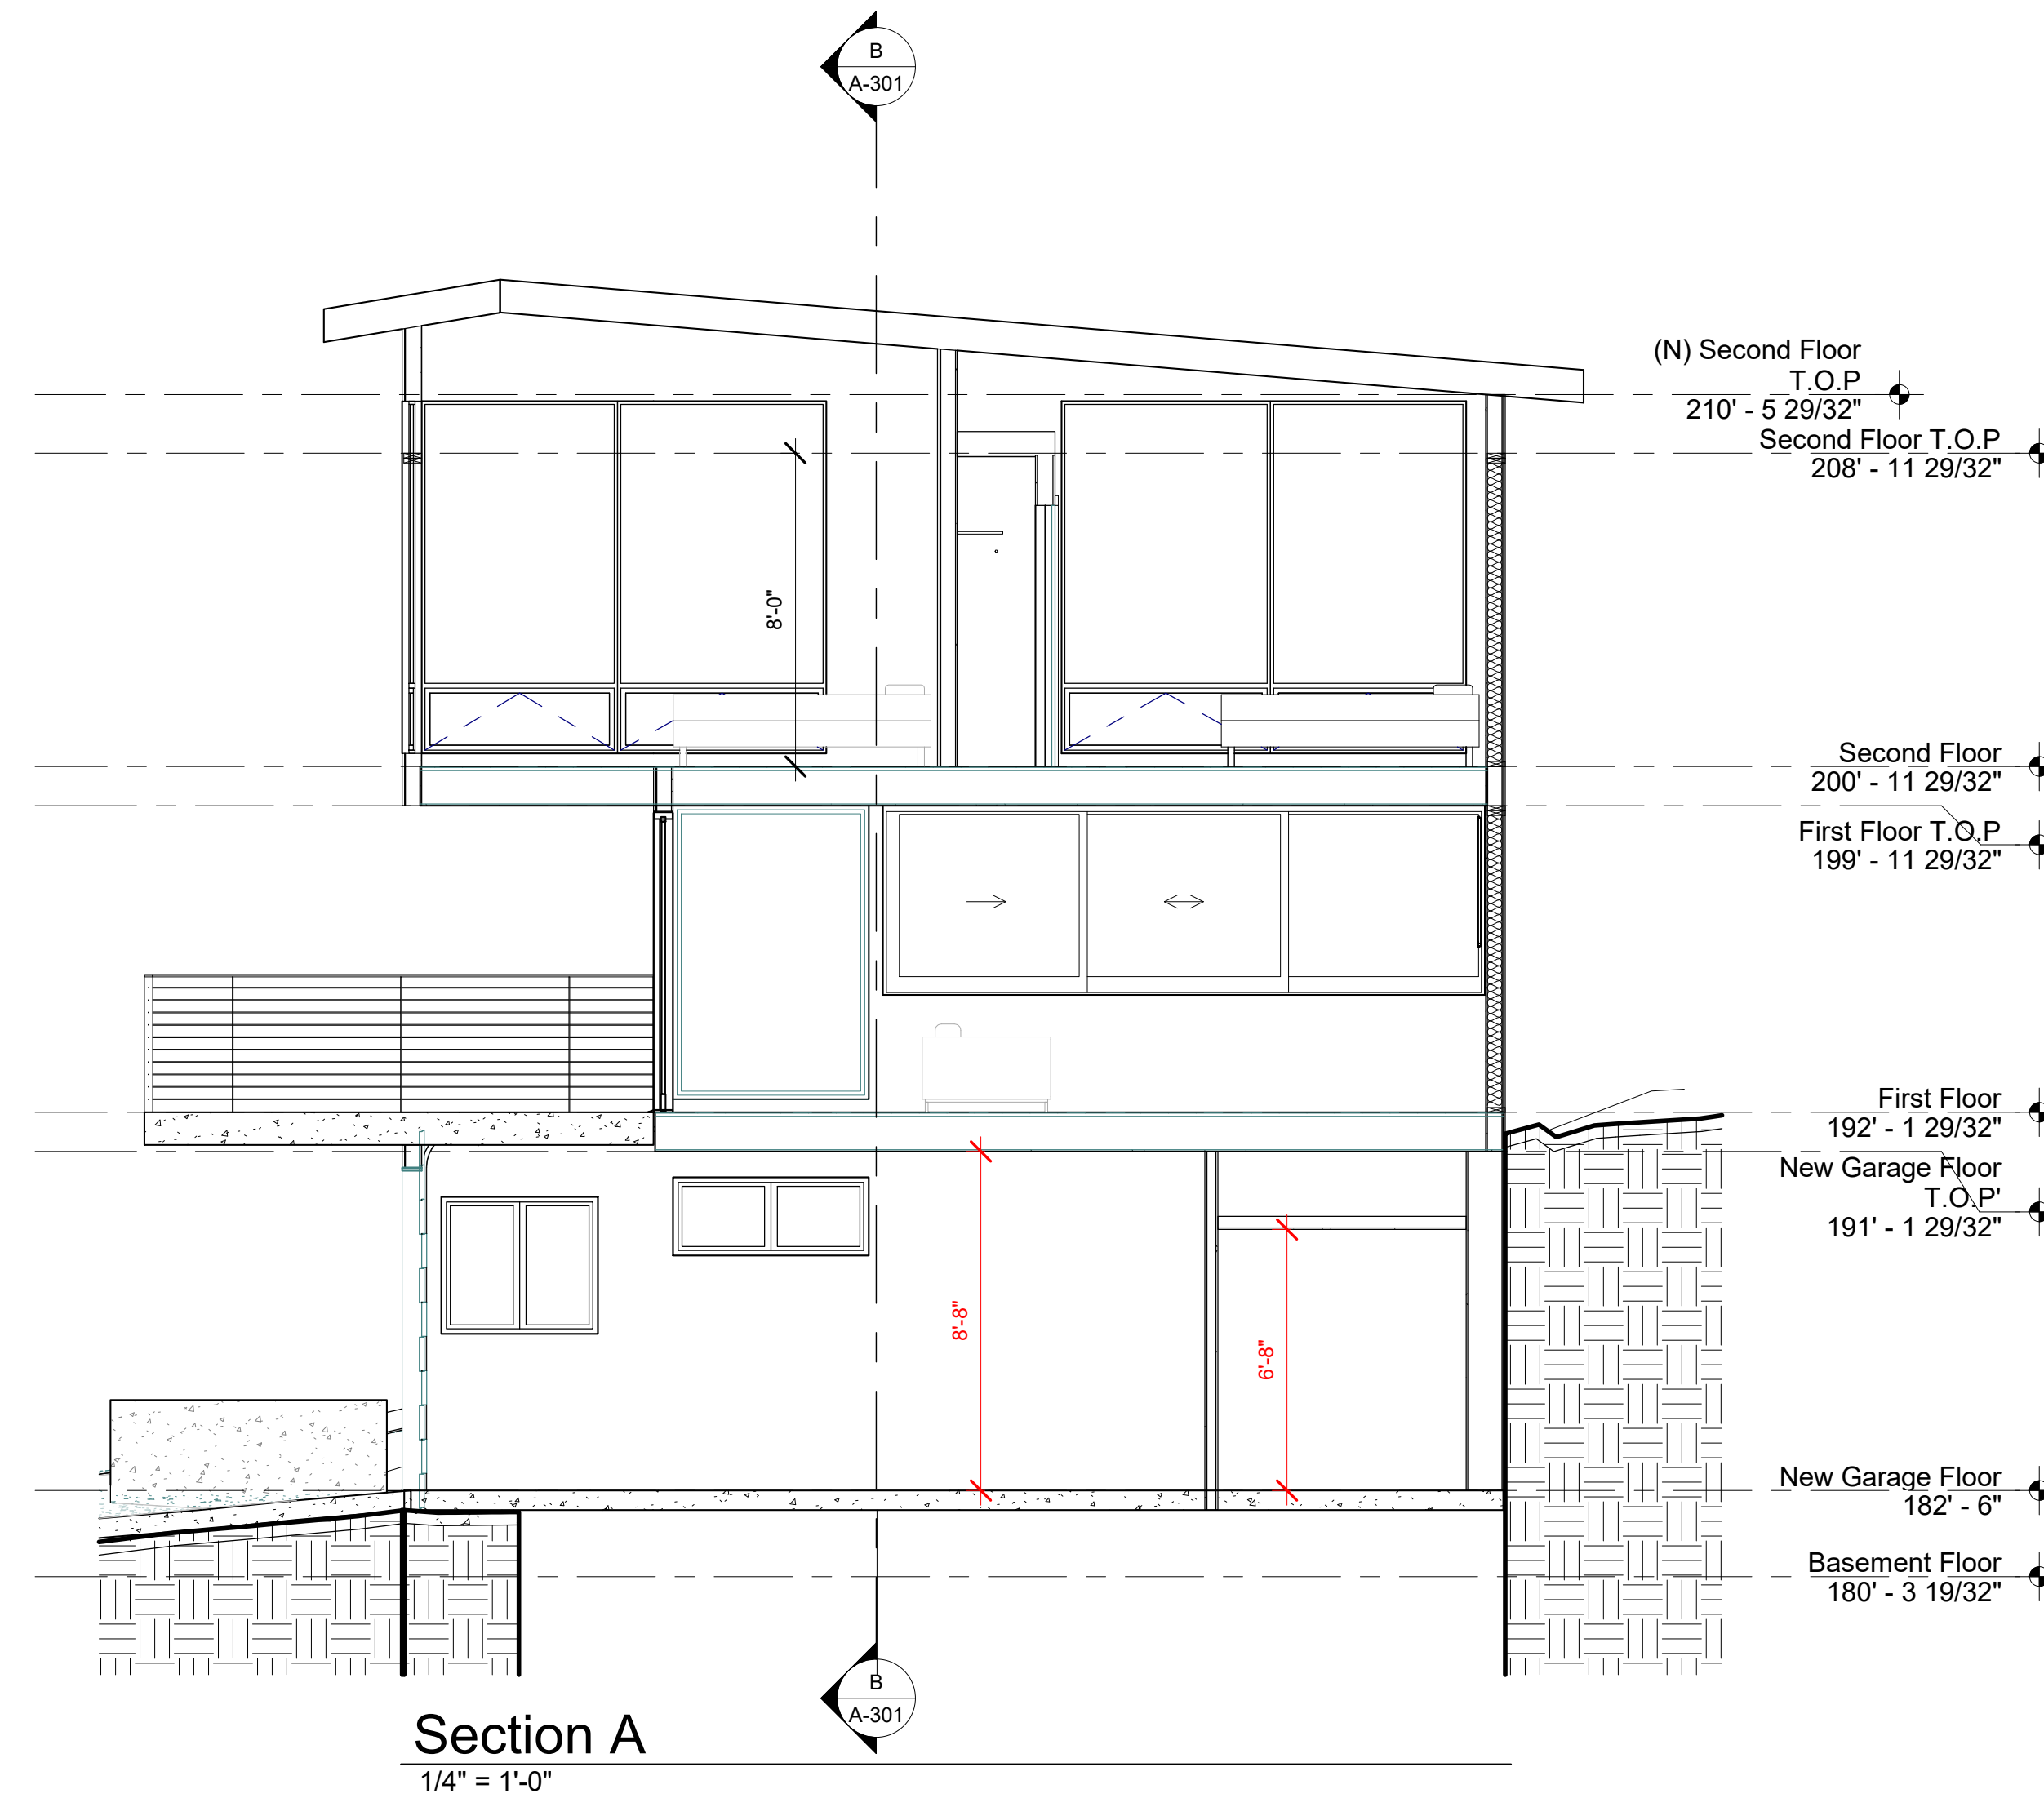 B
A-301
(N) Second Floor
T.O.P
210' - 5 29/32"
Second Floor T.O.P
208' - 11 29/32"
8'-0"
Second Floor
200' - 11 29/32"
First Floor T.O.P
199' - 11 29/32"
First Floor
192' - 1 29/32"
New Garage Floor
T.O.P'
191' - 1 29/32"
8'-8"
6'-8"
New Garage Floor
182' - 6"
Basement Floor
180' - 3 19/32"
B
A-301
Section A
1/4" = 1'-0"